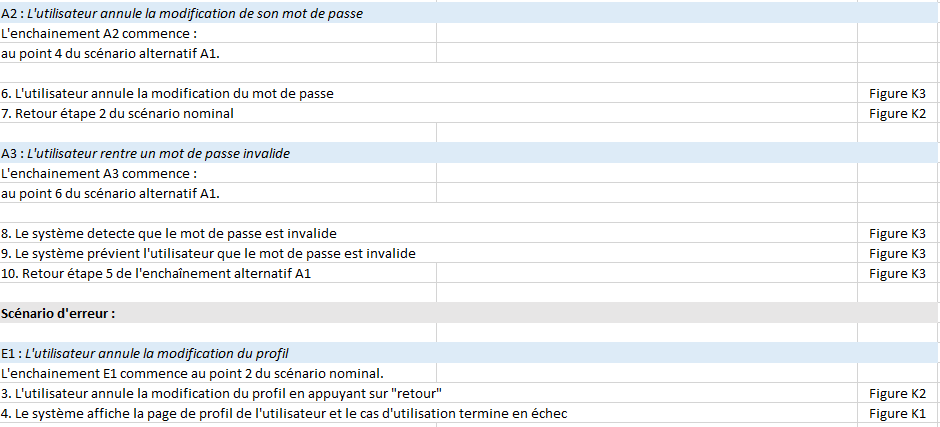 A2 : L'utilisateur annule la modification de son mot de passe
L'enchainement A2 commence :
au point 4 du scénario alternatif A1.
6. L'utilisateur annule la modification du mot de passe Figure K3
7. Retour étape 2 du scénario nominal Figure K2
A3 : L'utilisateur rentre un mot de passe invalide
L'enchainement A3 commence :
au point 6 du scénario alternatif A1.
8. Le système detecte que le mot de passe est invalide Figure K3
9. Le système prévient l'utilisateur que le mot de passe est invalide Figure K3
10. Retour étape 5 de l'enchaînement alternatif A1 Figure K3
Scénario d'erreur :
E1 : L'utilisateur annule la modification du profil
L'enchainement E1 commence au point 2 du scénario nominal.
3. L'utilisateur annule la modification du profil en appuyant sur "retour" Figure K2
4. Le système affiche la page de profil de l'utilisateur et le cas d'utilisation termine en échec Figure K1